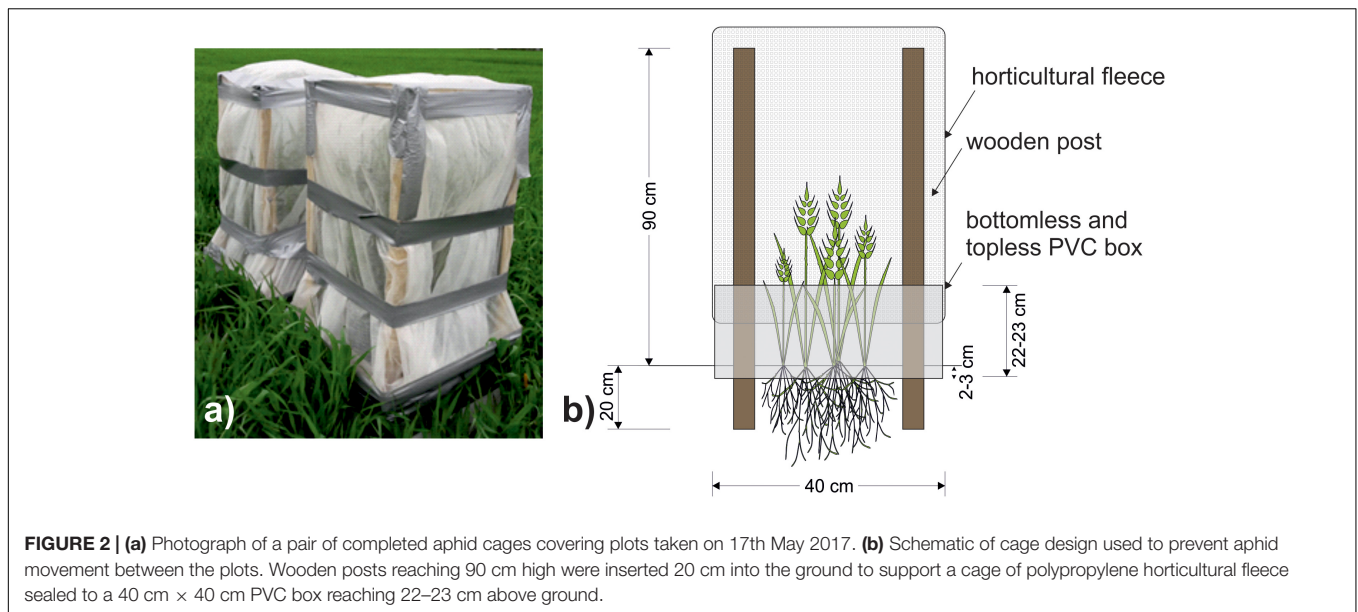 a)
b)
90 cm
20 cm
40 cm
22-23 cm
2-3 cm
horticultural fleece
wooden post
bottomless and
topless PVC box
FIGURE 2 | (a) Photograph of a pair of completed aphid cages covering plots taken on 17th May 2017. (b) Schematic of cage design used to prevent aphid
movement between the plots. Wooden posts reaching 90 cm high were inserted 20 cm into the ground to support a cage of polypropylene horticultural fleece
sealed to a 40 cm × 40 cm PVC box reaching 22–23 cm above ground.